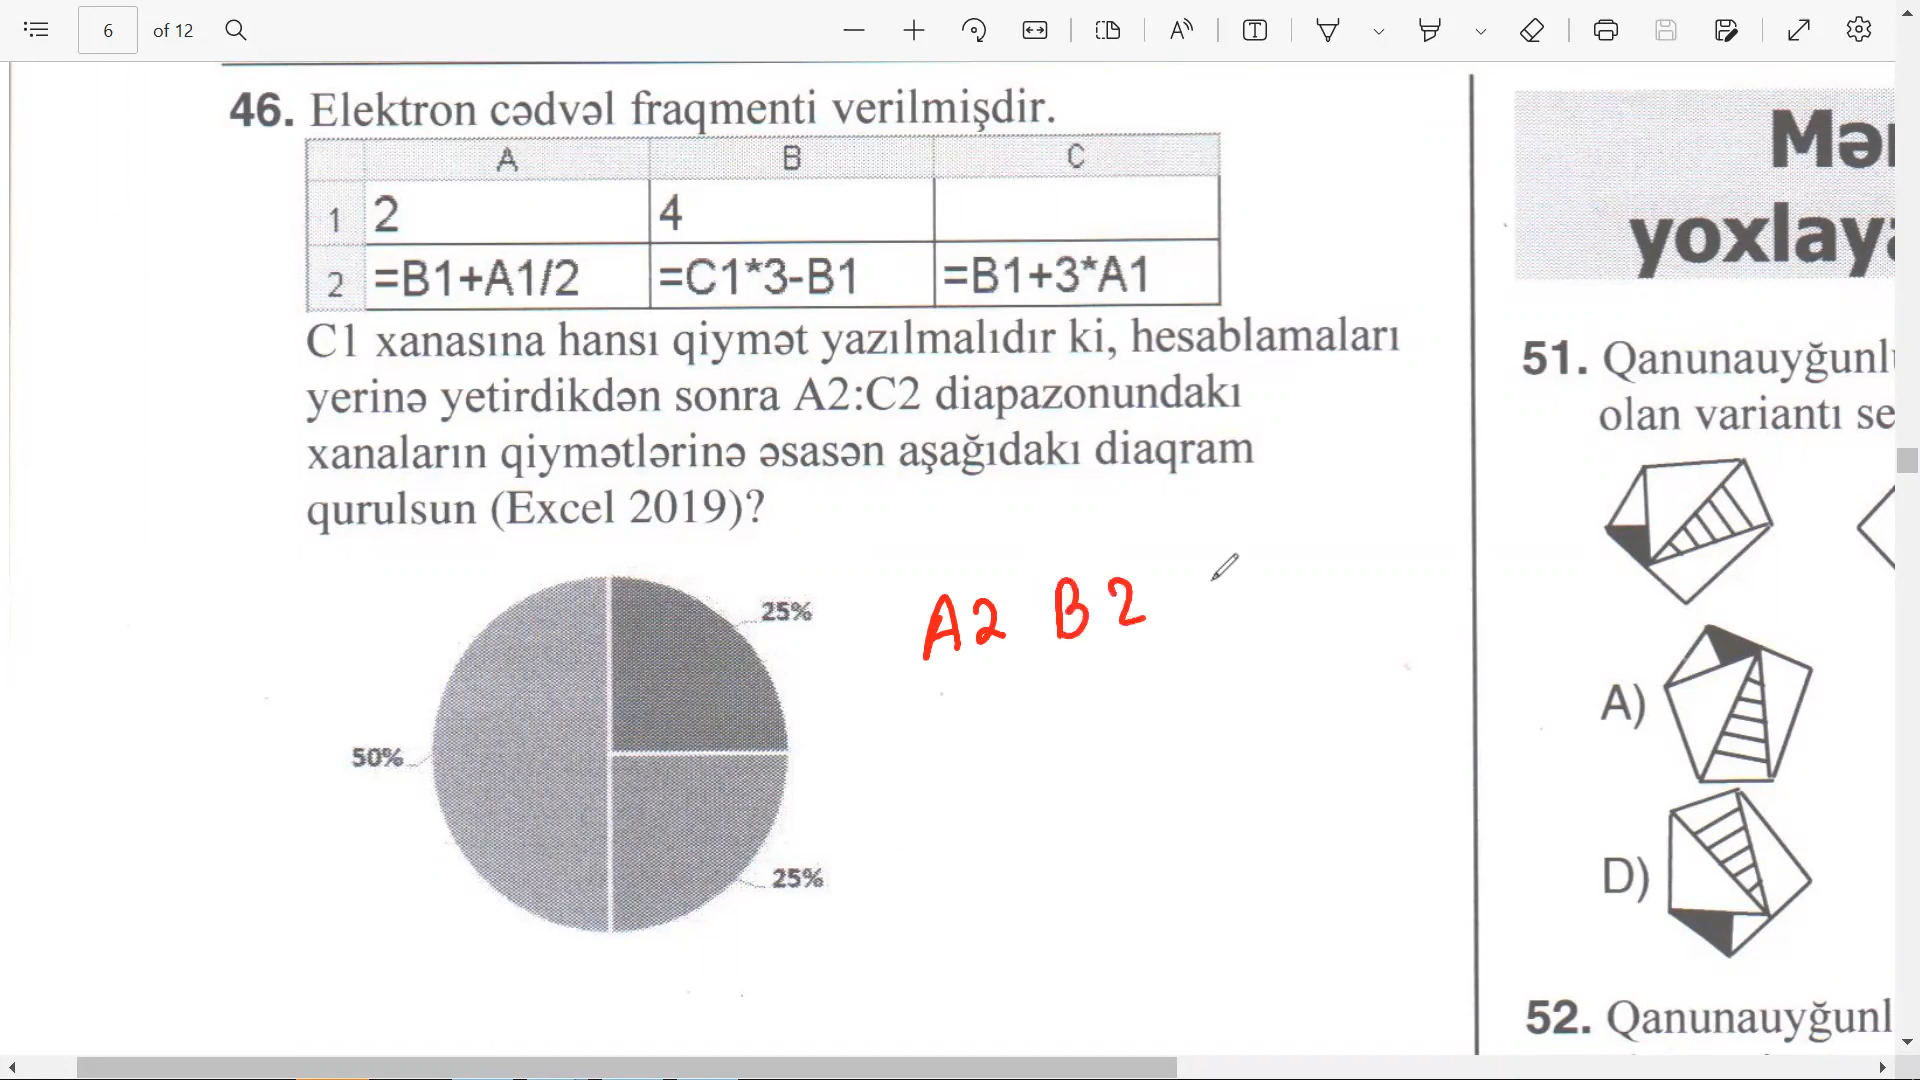 6 of 12
46. Elektron cədvəl fraqmenti verilmişdir.
A B C
1 2 4
2 =B1+A1/2 =C1*3-B1 =B1+3*A1
C1 xanasına hansı qiymət yazılmalıdır ki, hesablamaları
yerinə yetirdikdən sonra A2:C2 diapazonundakı
xanaların qiymətlərinə əsasən aşağıdakı diaqram
qurulsun (Excel 2019)?
25%
50%
25%
A2 B2
yoxlay
51. Qanunauyğunl
olan variantı se
A)
D)
52. Qanunauyğunl